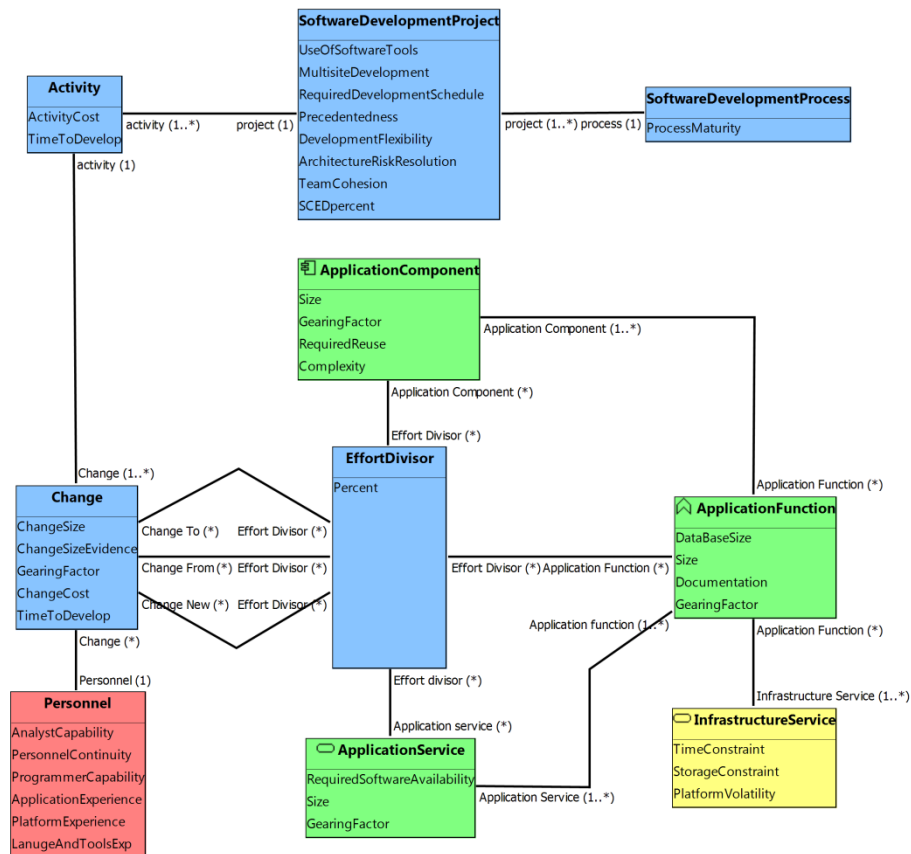 SoftwareDevelopmentProject
UseOfSoftwareTools
MultisiteDevelopment
RequiredDevelopmentSchedule
Precedentedness
DevelopmentFlexibility
ArchitectureRiskResolution
TeamCohesion
SCEDpercent
Activity
ActivityCost
TimeToDevelop
activity (1..*) project (1)
project (1..*) process (1)
SoftwareDevelopmentProcess
ProcessMaturity
activity (1)
ApplicationComponent
Size
GearingFactor
RequiredReuse
Complexity
Application Component (1..*)
Application Component (*)
Effort Divisor (*)
EffortDivisor
Percent
Change (1..*)
Change
ChangeSize
ChangeSizeEvidence
GearingFactor
ChangeCost
TimeToDevelop
Change To (*) Effort Divisor (*)
Change From (*) Effort Divisor (*)
Change New (*) Effort Divisor (*)
Application Function (*)
ApplicationFunction
DataBaseSize
Size
Documentation
GearingFactor
Effort Divisor (*) Application Function (*)
Application function (1..*)
Application Function (*)
Change (*)
Personnel (1)
Personnel
AnalystCapability
PersonnelContinuity
ProgrammerCapability
ApplicationExperience
PlatformExperience
LanugeAndToolsExp
Effort divisor (*)
Application service (*)
ApplicationService
RequiredSoftwareAvailability
Size
GearingFactor
Application Service (1..*)
Infrastructure Service (1..*)
InfrastructureService
TimeConstraint
StorageConstraint
PlatformVolatility